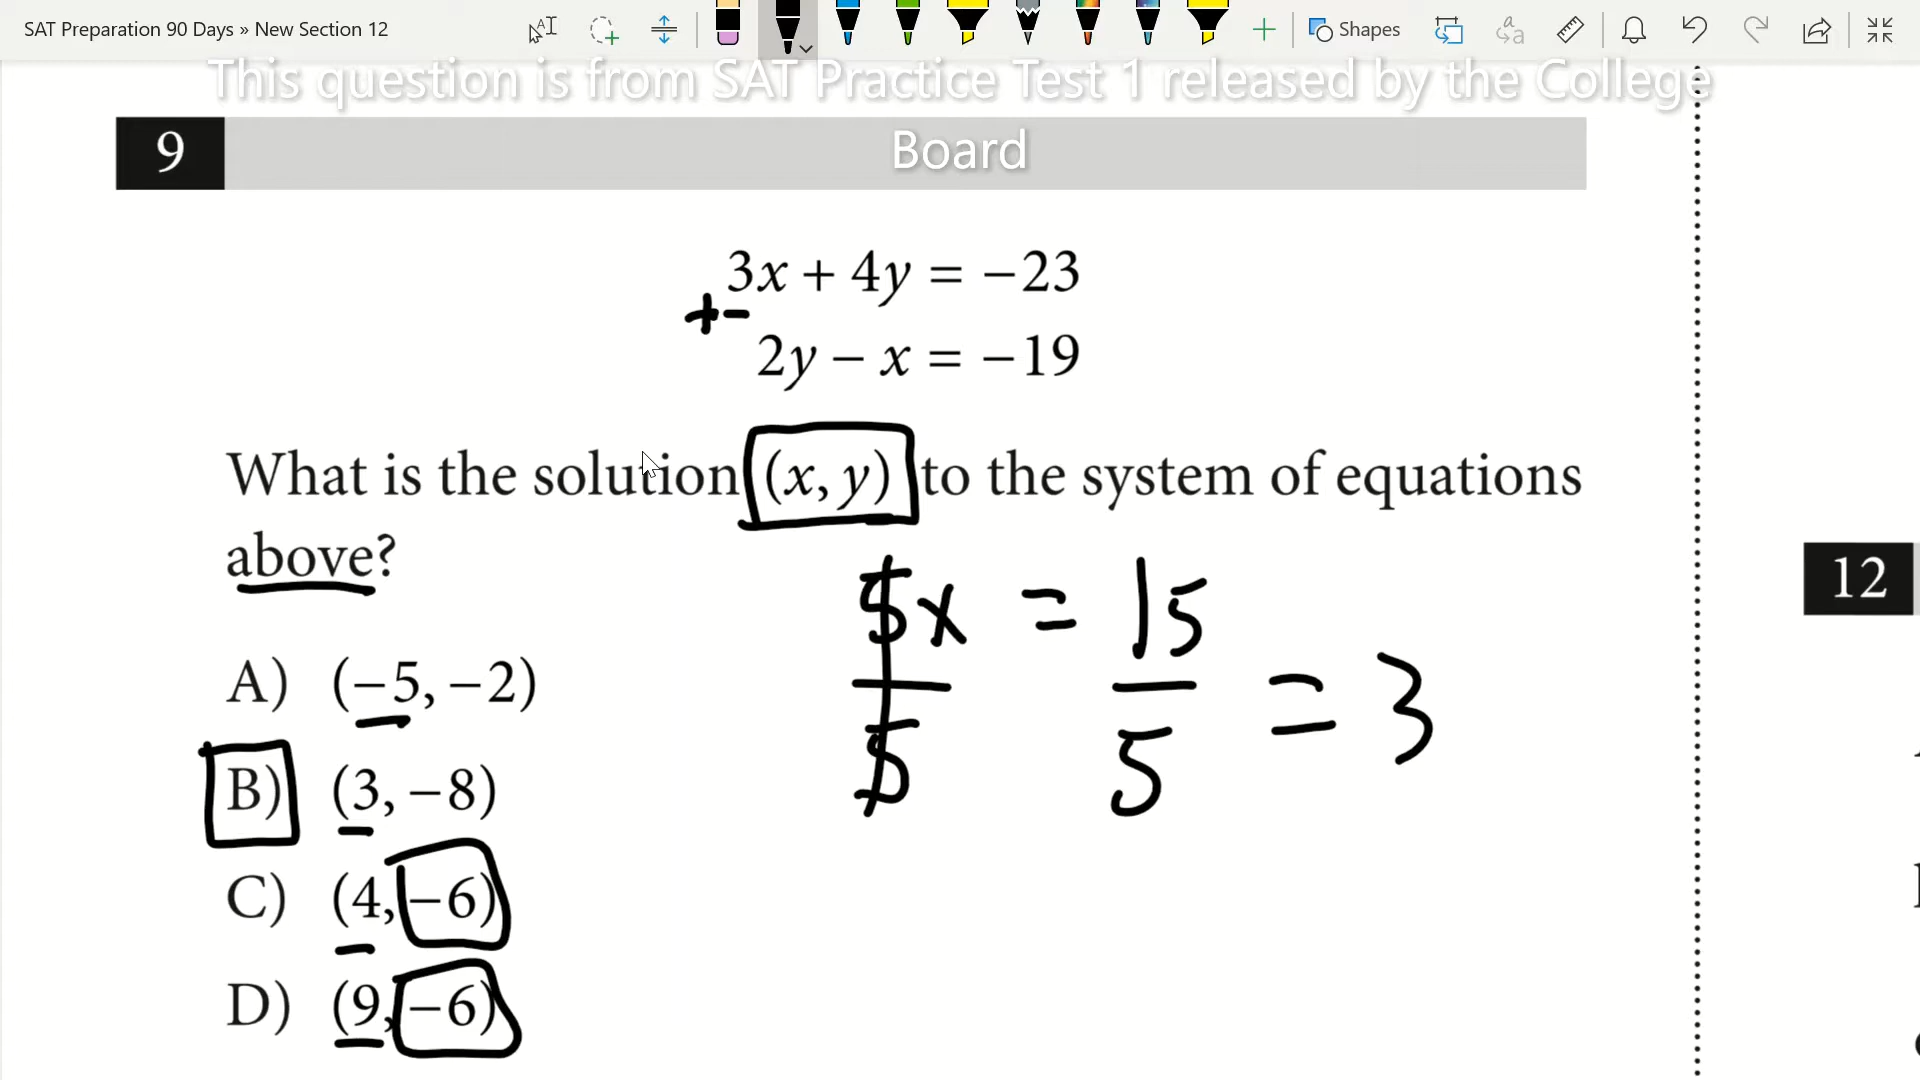 SAT Preparation 90 Days » New Section 12
Shapes
This question is from SAT Practice Test 1 released by the College
Board
9
3x + 4y = −23
+ −
2y − x = −19
What is the solution (x, y) to the system of equations
above?
5x = 15
5 5 = 3
A) (−5, −2)
B) (3, −8)
C) (4, −6)
D) (9, −6)
12